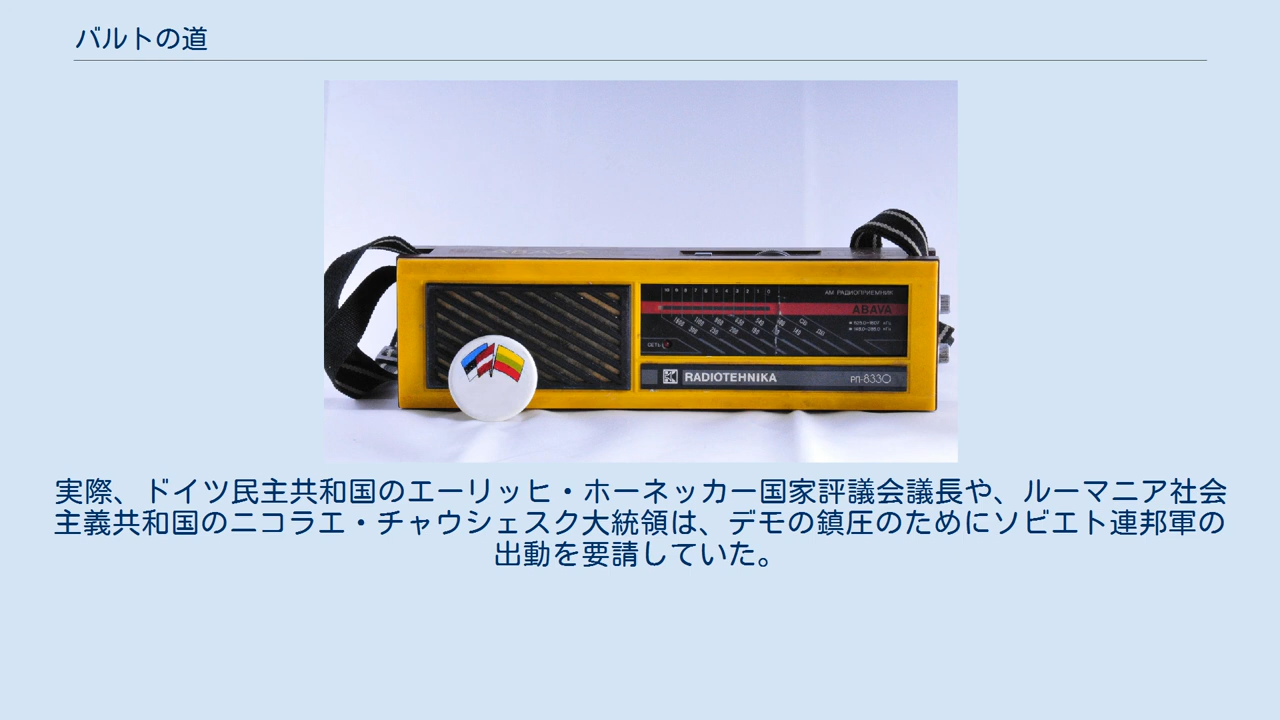 バルトの道
АМ РАДИОПРИЕМНИК
ABAVA
СЕТЬ
RADIOTEHNIKA
РП-8330
実際、ドイツ民主共和国のエーリッヒ・ホーネッカー国家評議会議長や、ルーマニア社会
主義共和国のニコラエ・チャウシェスク大統領は、デモの鎮圧のためにソビエト連邦軍の
出動を要請していた。